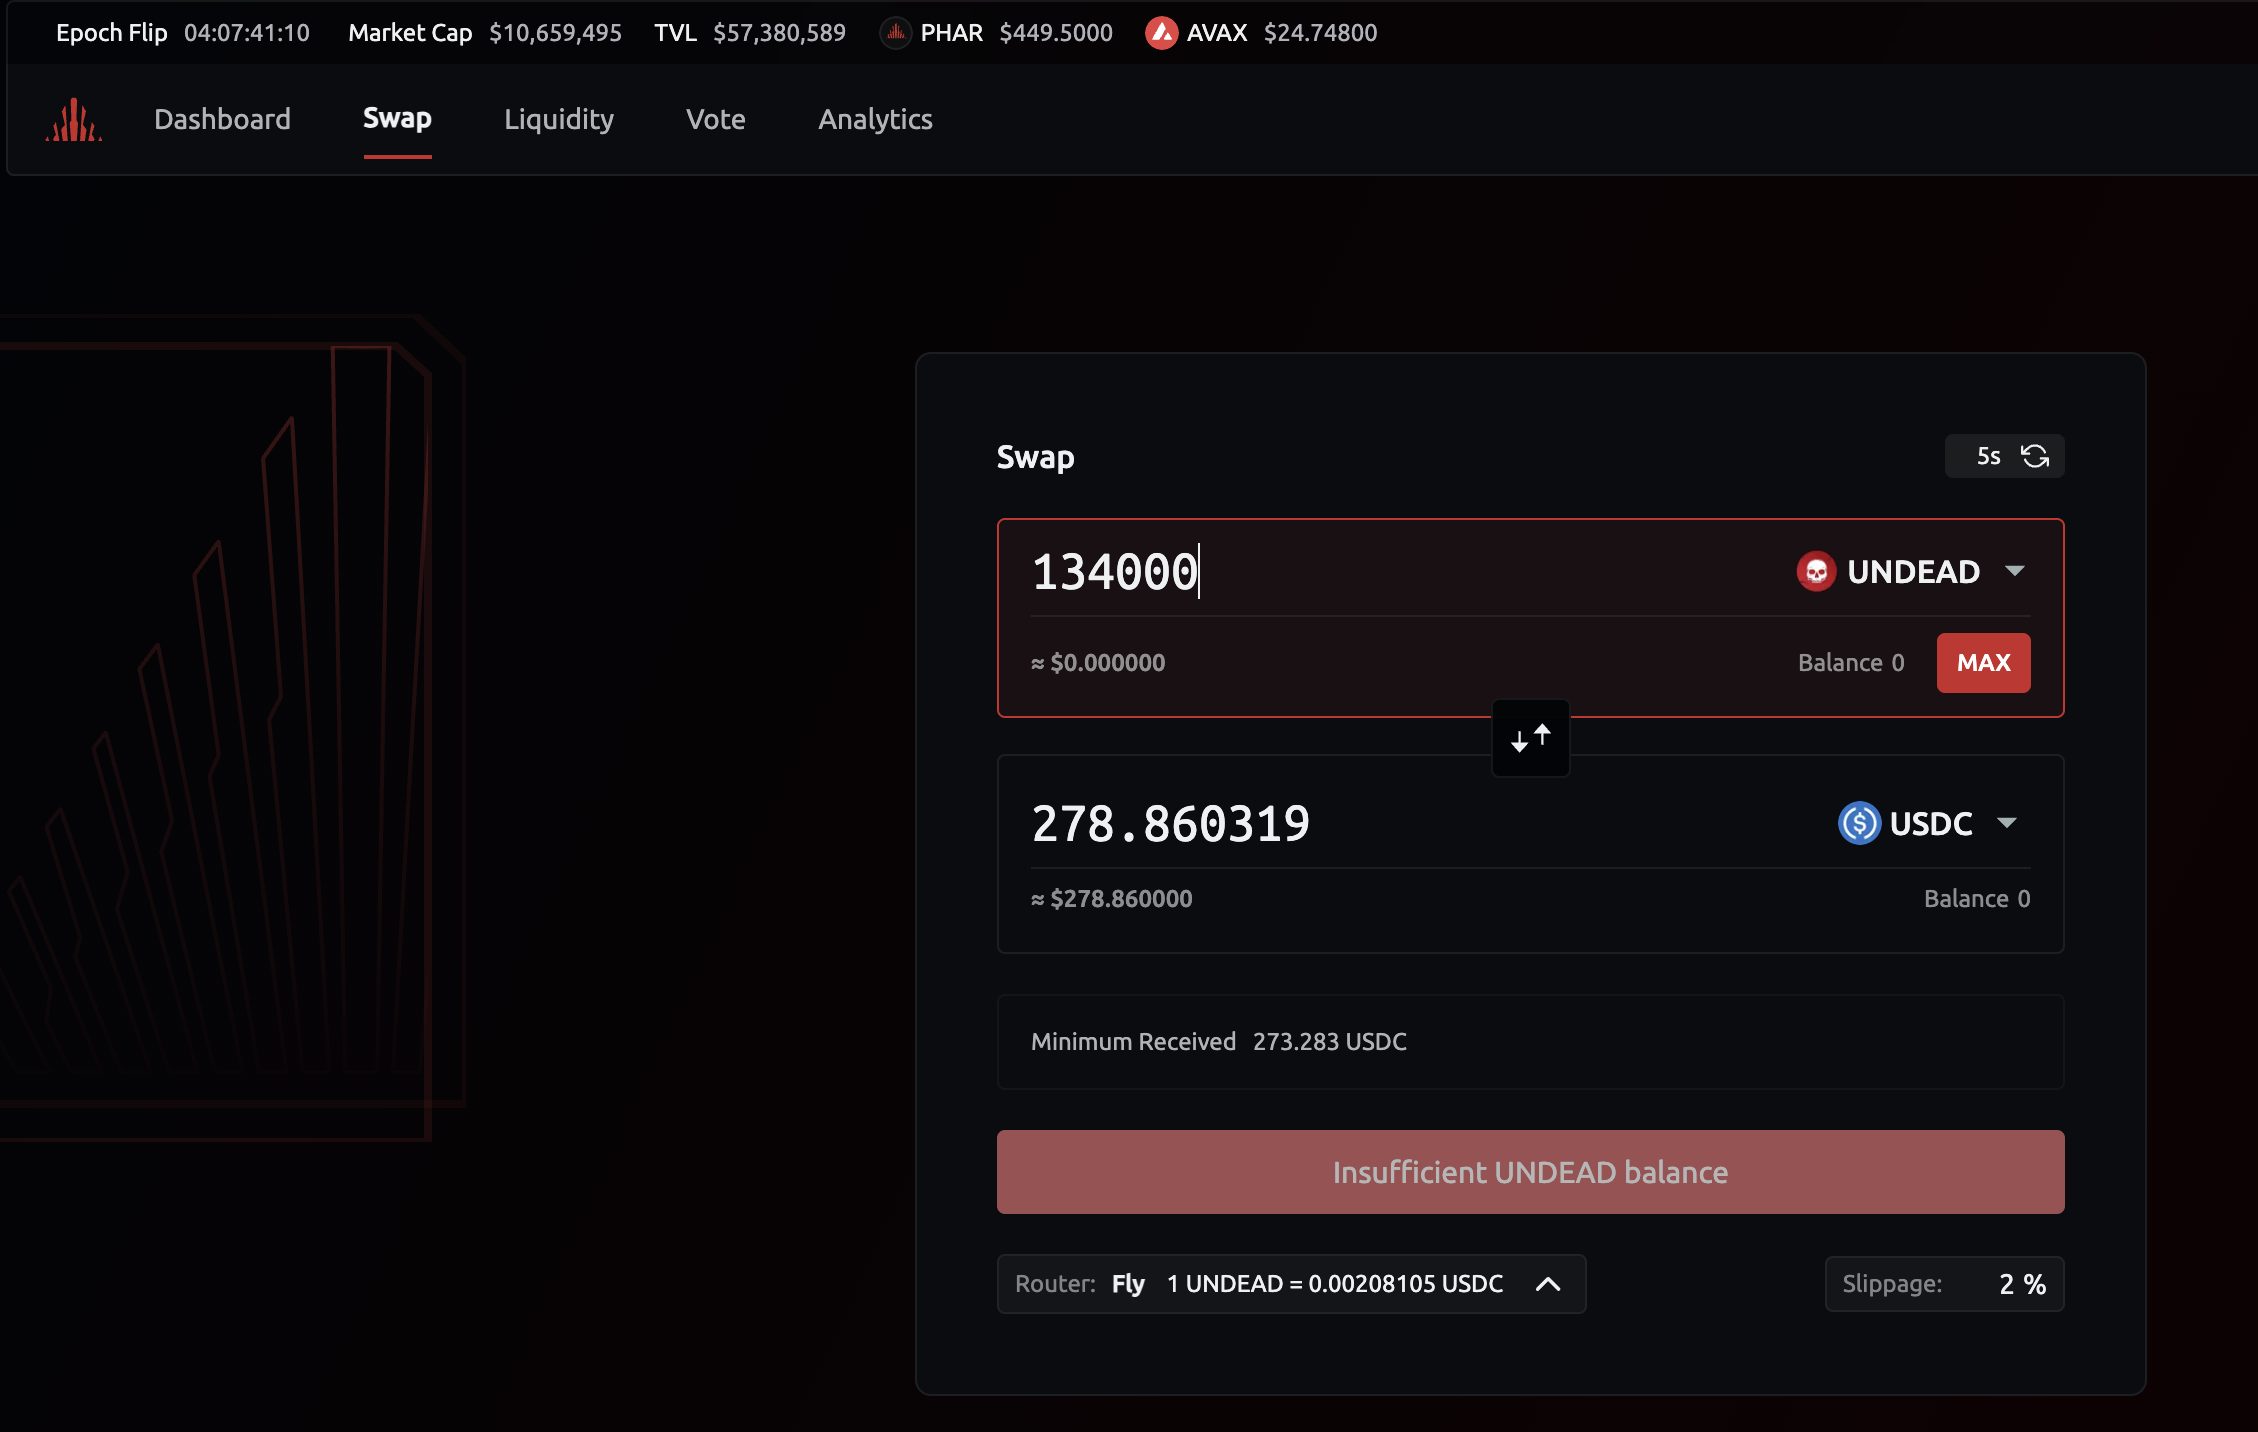 Epoch Flip 04:07:41:10 Market Cap $10,659,495 TVL $57,380,589 PHAR $449.5000 AVAX $24.74800
Dashboard Swap Liquidity Vote Analytics
Swap 5s
134000 UNDEAD
≈ $0.000000 Balance 0 MAX
278.860319 USDC
≈ $278.860000 Balance 0
Minimum Received 273.283 USDC
Insufficient UNDEAD balance
Router: Fly 1 UNDEAD = 0.00208105 USDC Slippage: 2 %